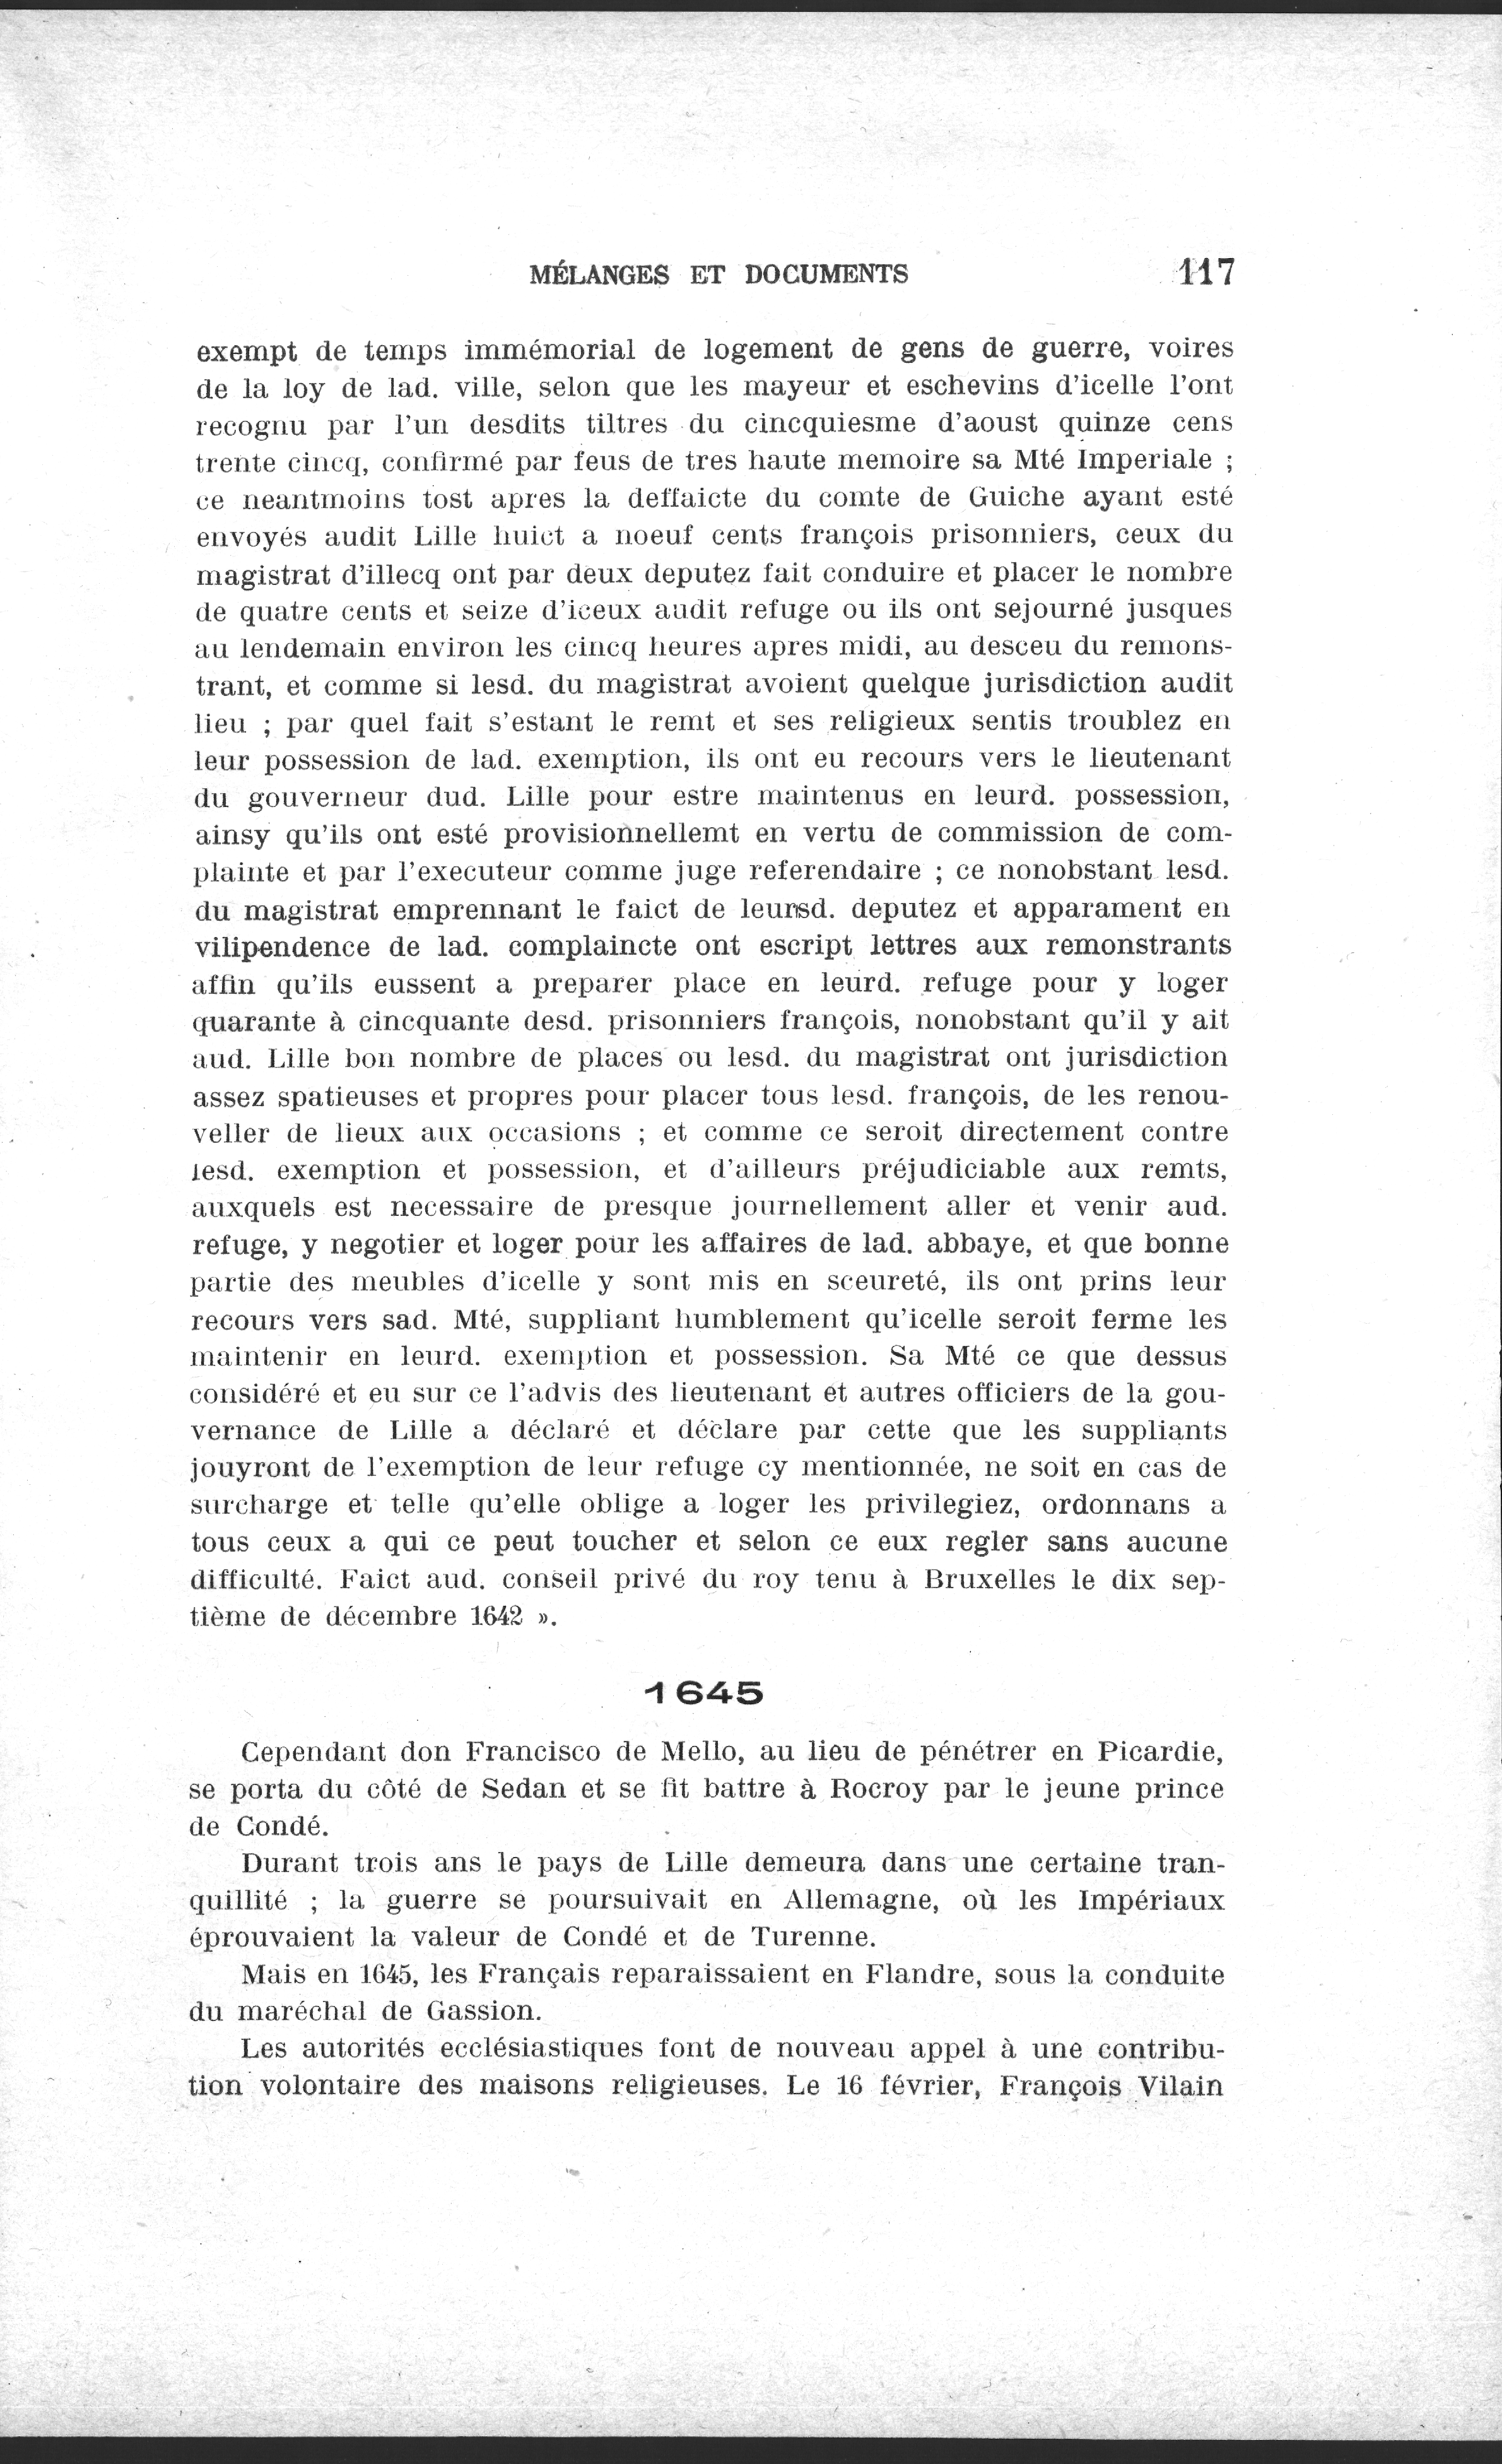 MÉLANGES ET DOCUMENTS 117
exempt de temps immémorial de logement de gens de guerre, voires
de la loy de lad. ville, selon que les mayeur et eschevins d'icelle l'ont
recognu par l'un desdits tiltres du cincquiesme d'aoust quinze cens
trente cincq, confirmé par feus de tres haute memoire sa Mté Imperiale ;
ce neantmoins tost apres la deffaicte du comte de Guiche ayant esté
envoyés audit Lille huict a noeuf cents françois prisonniers, ceux du
magistrat d'illecq ont par deux deputez fait conduire et placer le nombre
de quatre cents et seize d'iceux audit refuge ou ils ont sejourné jusques
au lendemain environ les cincq heures apres midi, au desceu du remons-
trant, et comme si lesd. du magistrat avoient quelque jurisdiction audit
lieu ; par quel fait s'estant le remt et ses religieux sentis troublez en
leur possession de lad. exemption, ils ont eu recours vers le lieutenant
du gouverneur dud. Lille pour estre maintenus en leurd. possession,
ainsy qu'ils ont esté provisionnellemt en vertu de commission de com-
plainte et par l'executeur comme juge referendaire ; ce nonobstant lesd.
du magistrat emprennant le faict de leursd. deputez et apparament en
vilipendence de lad. complaincte ont escript lettres aux remonstrants
affin qu'ils eussent a preparer place en leurd. refuge pour y loger
quarante à cincquante desd. prisonniers françois, nonobstant qu'il y ait
aud. Lille bon nombre de places ou lesd. du magistrat ont jurisdiction
assez spatieuses et propres pour placer tous lesd. françois, de les renou-
veller de lieux aux occasions ; et comme ce seroit directement contre
lesd. exemption et possession, et d'ailleurs préjudiciable aux remts,
auxquels est necessaire de presque journellement aller et venir aud.
refuge, y negotier et loger pour les affaires de lad. abbaye, et que bonne
partie des meubles d'icelle y sont mis en sceureté, ils ont prins leur
recours vers sad. Mté, suppliant humblement qu'icelle seroit ferme les
maintenir en leurd. exemption et possession. Sa Mté ce que dessus
considéré et eu sur ce l'advis des lieutenant et autres officiers de la gou-
vernance de Lille a déclaré et déclare par cette que les suppliants
jouyront de l'exemption de leur refuge cy mentionnée, ne soit en cas de
surcharge et telle qu'elle oblige a loger les privilegiez, ordonnans a
tous ceux a qui ce peut toucher et selon ce eux regler sans aucune
difficulté. Faict aud. conseil privé du roy tenu à Bruxelles le dix sep-
tième de décembre 1642 ».
1645
Cependant don Francisco de Mello, au lieu de pénétrer en Picardie,
se porta du côté de Sedan et se fit battre à Rocroy par le jeune prince
de Condé.
Durant trois ans le pays de Lille demeura dans une certaine tran-
quillité ; la guerre se poursuivait en Allemagne, où les Impériaux
éprouvaient la valeur de Condé et de Turenne.
Mais en 1645, les Français reparaissaient en Flandre, sous la conduite
du maréchal de Gassion.
Les autorités ecclésiastiques font de nouveau appel à une contribu-
tion volontaire des maisons religieuses. Le 16 février, François Vilain